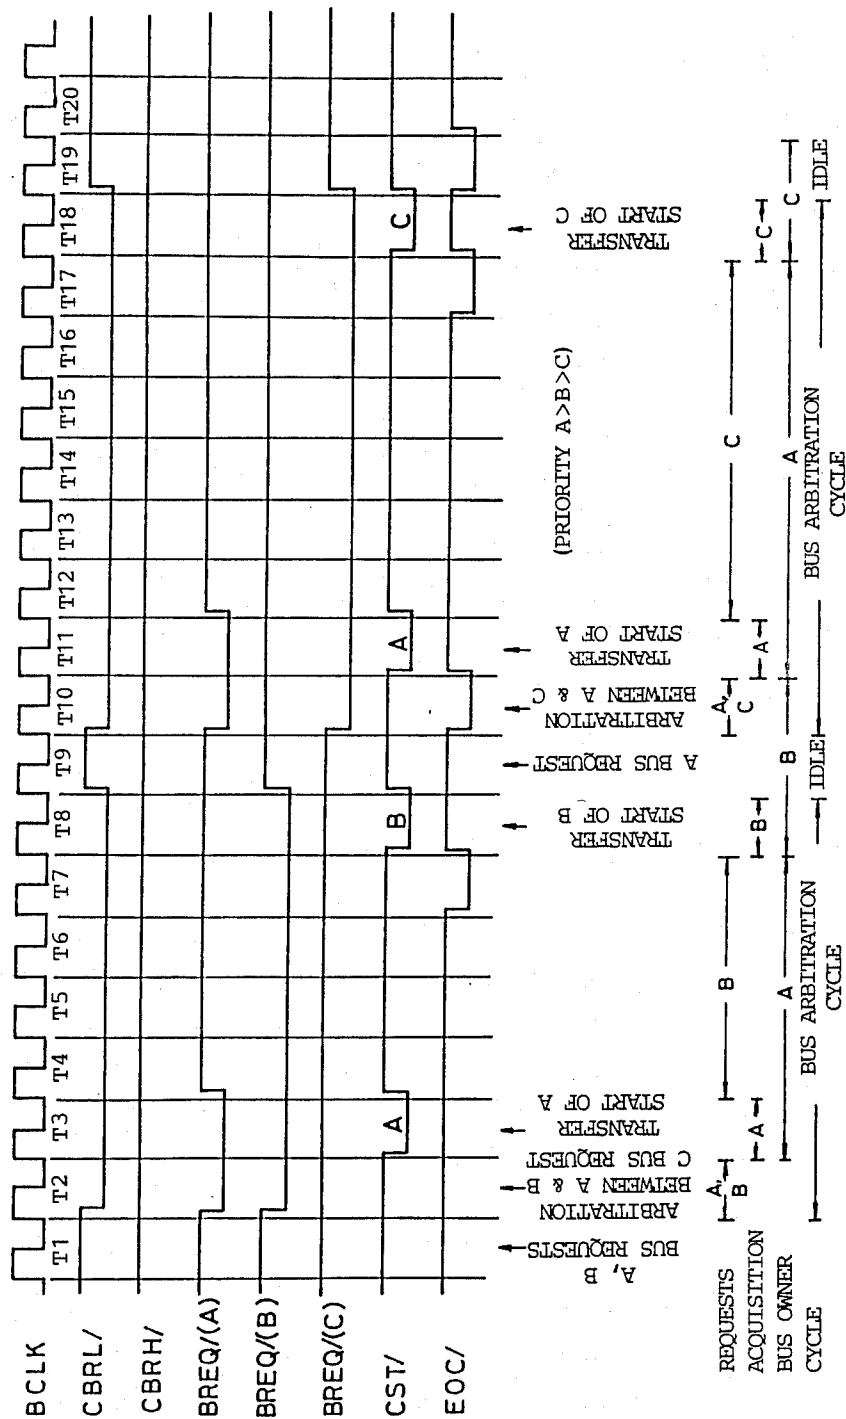 BCLK
T1 T2 T3 T4 T5 T6 T7 T8 T9 T10 T11 T12 T13 T14 T15 T16 T17 T18 T19 T20
CBRL/
CBRH/
BREQ/(A)
BREQ/(B)
BREQ/(C)
CST/
A B A C
EOC/
A, B
BUS REQUESTS
ARBITRATION
BETWEEN A & B
C BUS REQUEST
TRANSFER
START OF A
TRANSFER
START OF B
A BUS REQUEST
ARBITRATION
BETWEEN A & C
TRANSFER
START OF A
(PRIORITY A>B>C)
TRANSFER
START OF C
REQUESTS
A,
B
B
A,
C
C
ACQUISITION
A B A C
BUS OWNER
A B A C
CYCLE
BUS ARBITRATION
CYCLE
IDLE
BUS ARBITRATION
CYCLE
IDLE